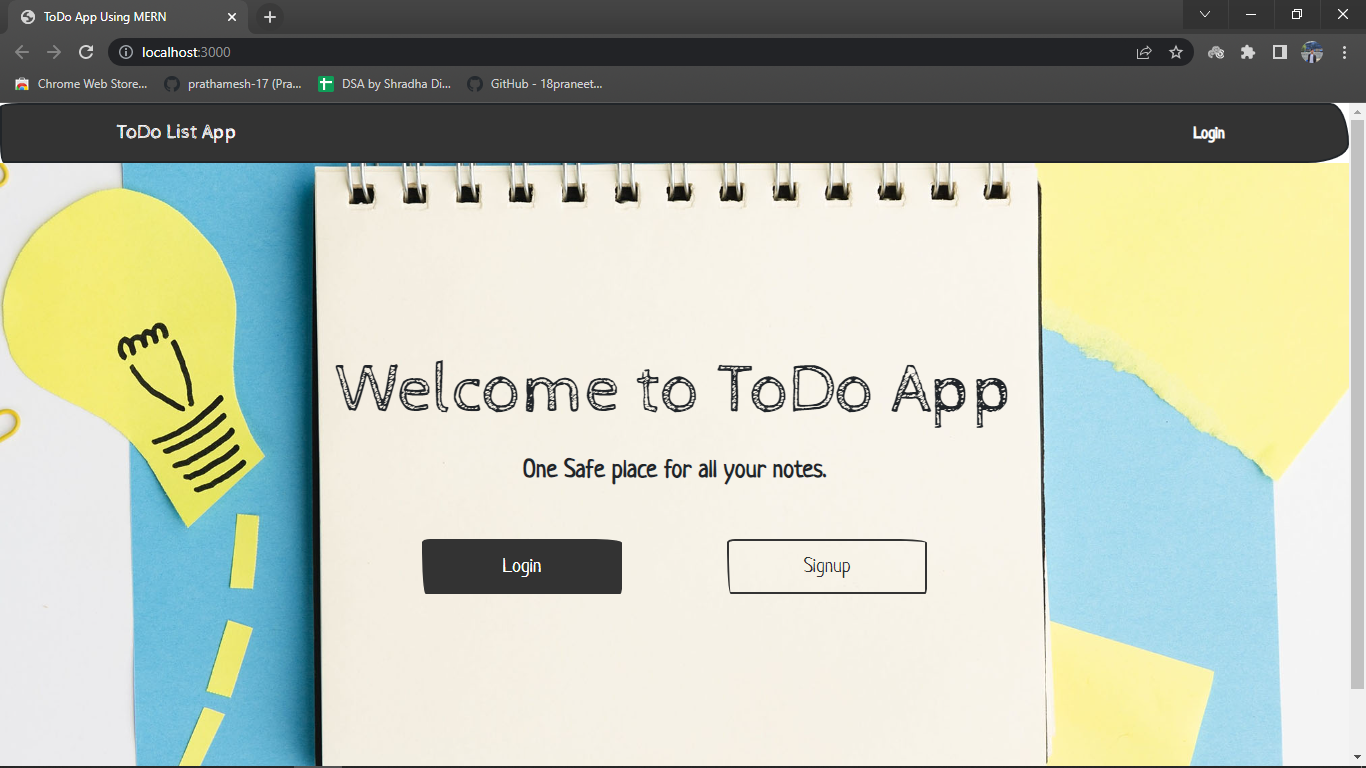 ToDo App Using MERN
localhost:3000
Chrome Web Store...
prathamesh-17 (Pra...
DSA by Shradha Di...
GitHub - 18praneet...
ToDo List App
Login
Welcome to ToDo App
One Safe place for all your notes.
Login
Signup